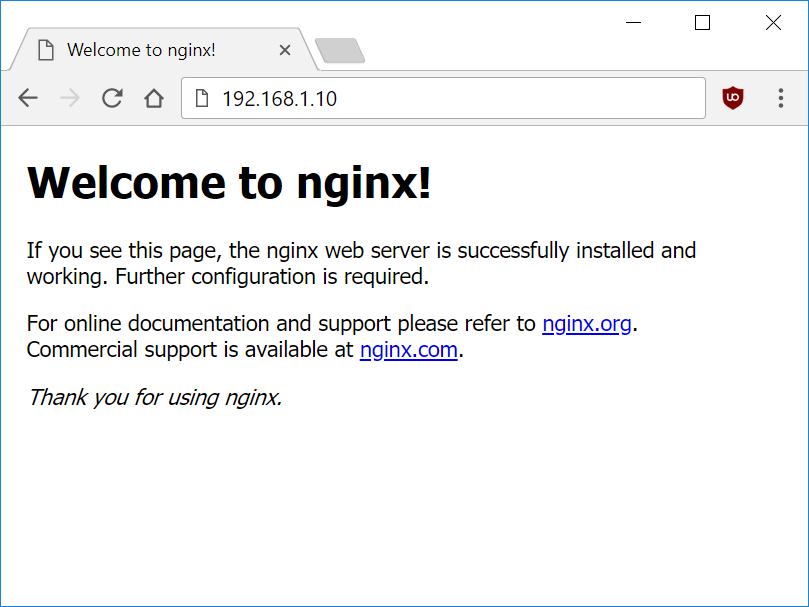 Welcome to nginx!
192.168.1.10
Welcome to nginx!
If you see this page, the nginx web server is successfully installed and
working. Further configuration is required.
For online documentation and support please refer to nginx.org.
Commercial support is available at nginx.com.
Thank you for using nginx.